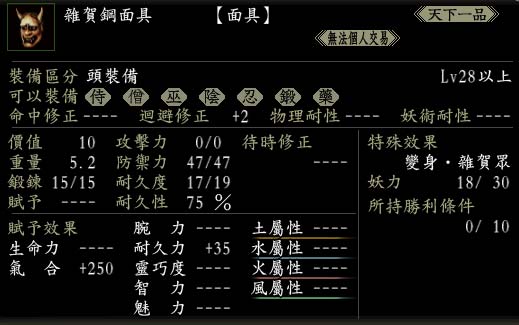 雜賀鋼面具 【面具】 天下一品
無法個人交易
裝備區分 頭裝備 Lv28以上
可以裝備 侍 僧 巫 陰 忍 鍛 藥
命中修正 ---- 迴避修正 +2 物理耐性 ---- 妖術耐性 ----
價值 10 攻擊力 0/0 待時修正 特殊效果
重量 5.2 防禦力 47/47 ---- 變身・雜賀眾
鍛鍊 15/15 耐久度 17/19 妖力 18/ 30
賦予 ---- 耐久性 75 % 所持勝利條件
0/ 10
賦予效果 腕力 ---- 土屬性 ----
生命力 ---- 耐久力 +35 水屬性 ----
氣合 +250 靈巧度 ---- 火屬性 ----
智力 ---- 風屬性 ----
魅力 ----